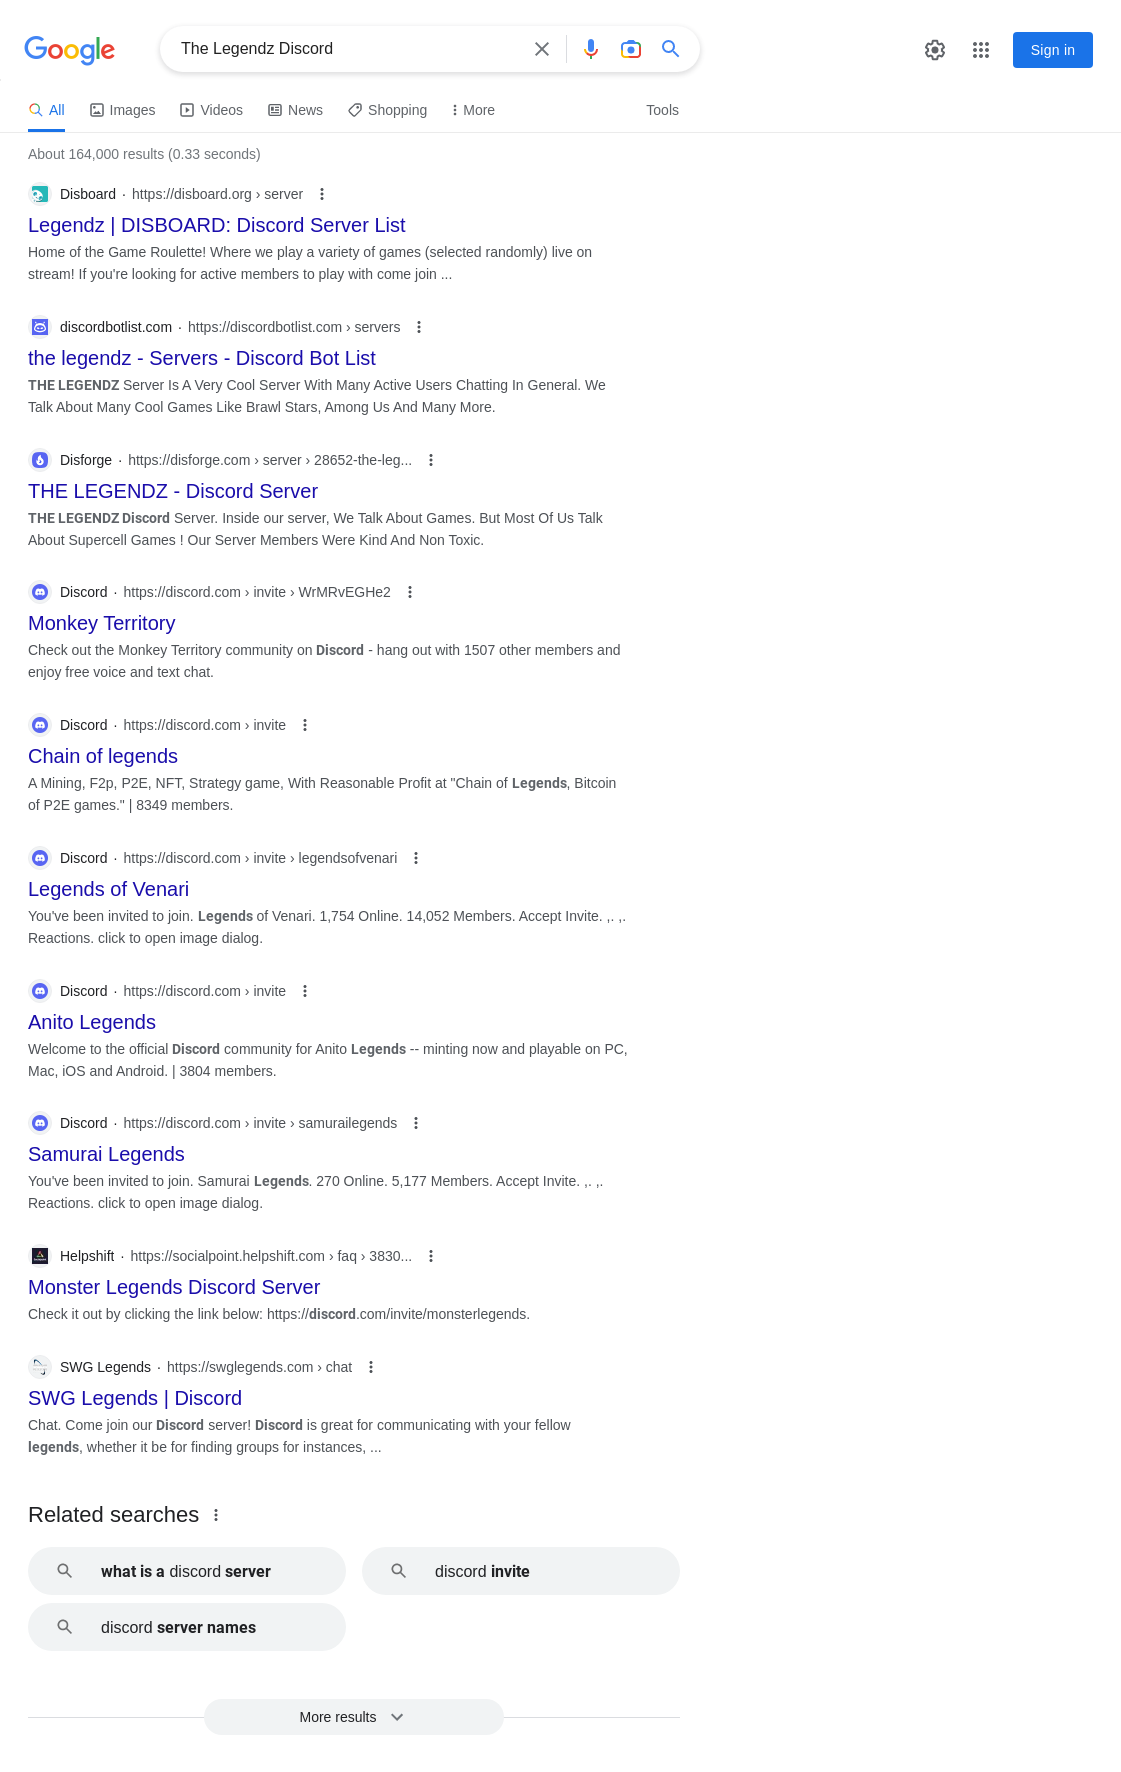 Google
The Legendz Discord
Sign in
All
Images
Videos
News
Shopping
More
Tools
About 164,000 results (0.33 seconds)
Disboard · https://disboard.org › server
Legendz | DISBOARD: Discord Server List
Home of the Game Roulette! Where we play a variety of games (selected randomly) live on
stream! If you're looking for active members to play with come join ...
discordbotlist.com · https://discordbotlist.com › servers
the legendz - Servers - Discord Bot List
THE LEGENDZ Server Is A Very Cool Server With Many Active Users Chatting In General. We
Talk About Many Cool Games Like Brawl Stars, Among Us And Many More.
Disforge · https://disforge.com › server › 28652-the-leg...
THE LEGENDZ - Discord Server
THE LEGENDZ Discord Server. Inside our server, We Talk About Games. But Most Of Us Talk
About Supercell Games ! Our Server Members Were Kind And Non Toxic.
Discord · https://discord.com › invite › WrMRvEGHe2
Monkey Territory
Check out the Monkey Territory community on Discord - hang out with 1507 other members and
enjoy free voice and text chat.
Discord · https://discord.com › invite
Chain of legends
A Mining, F2p, P2E, NFT, Strategy game, With Reasonable Profit at "Chain of Legends, Bitcoin
of P2E games." | 8349 members.
Discord · https://discord.com › invite › legendsofvenari
Legends of Venari
You've been invited to join. Legends of Venari. 1,754 Online. 14,052 Members. Accept Invite. ,. ,.
Reactions. click to open image dialog.
Discord · https://discord.com › invite
Anito Legends
Welcome to the official Discord community for Anito Legends -- minting now and playable on PC,
Mac, iOS and Android. | 3804 members.
Discord · https://discord.com › invite › samurailegends
Samurai Legends
You've been invited to join. Samurai Legends. 270 Online. 5,177 Members. Accept Invite. ,. ,.
Reactions. click to open image dialog.
Helpshift · https://socialpoint.helpshift.com › faq › 3830...
Monster Legends Discord Server
Check it out by clicking the link below: https://discord.com/invite/monsterlegends.
SWG Legends · https://swglegends.com › chat
SWG Legends | Discord
Chat. Come join our Discord server! Discord is great for communicating with your fellow
legends, whether it be for finding groups for instances, ...
Related searches
what is a discord server
discord invite
discord server names
More results